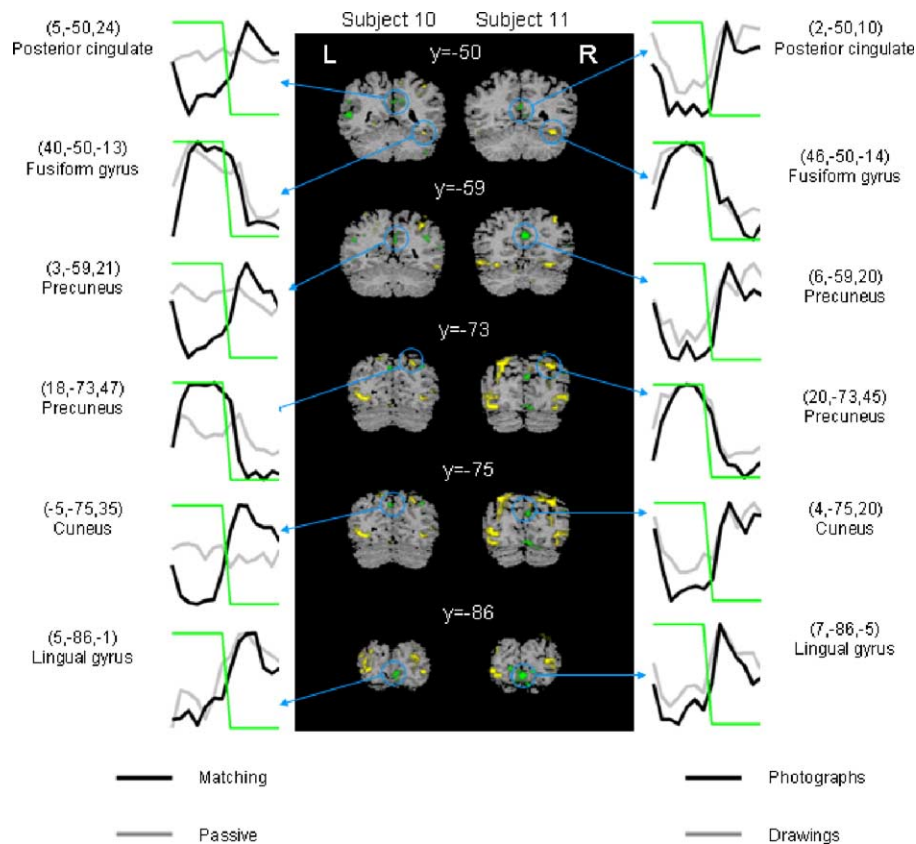 Subject 10
Subject 11
L
R
(5,-50,24)
Posterior cingulate
(40,-50,-13)
Fusiform gyrus
(3,-59,21)
Precuneus
(18,-73,47)
Precuneus
(-5,-75,35)
Cuneus
(5,-86,-1)
Lingual gyrus
y=-50
y=-59
y=-73
y=-75
y=-86
(2,-50,10)
Posterior cingulate
(46,-50,-14)
Fusiform gyrus
(6,-59,20)
Precuneus
(20,-73,45)
Precuneus
(4,-75,20)
Cuneus
(7,-86,-5)
Lingual gyrus
Matching
Passive
Photographs
Drawings